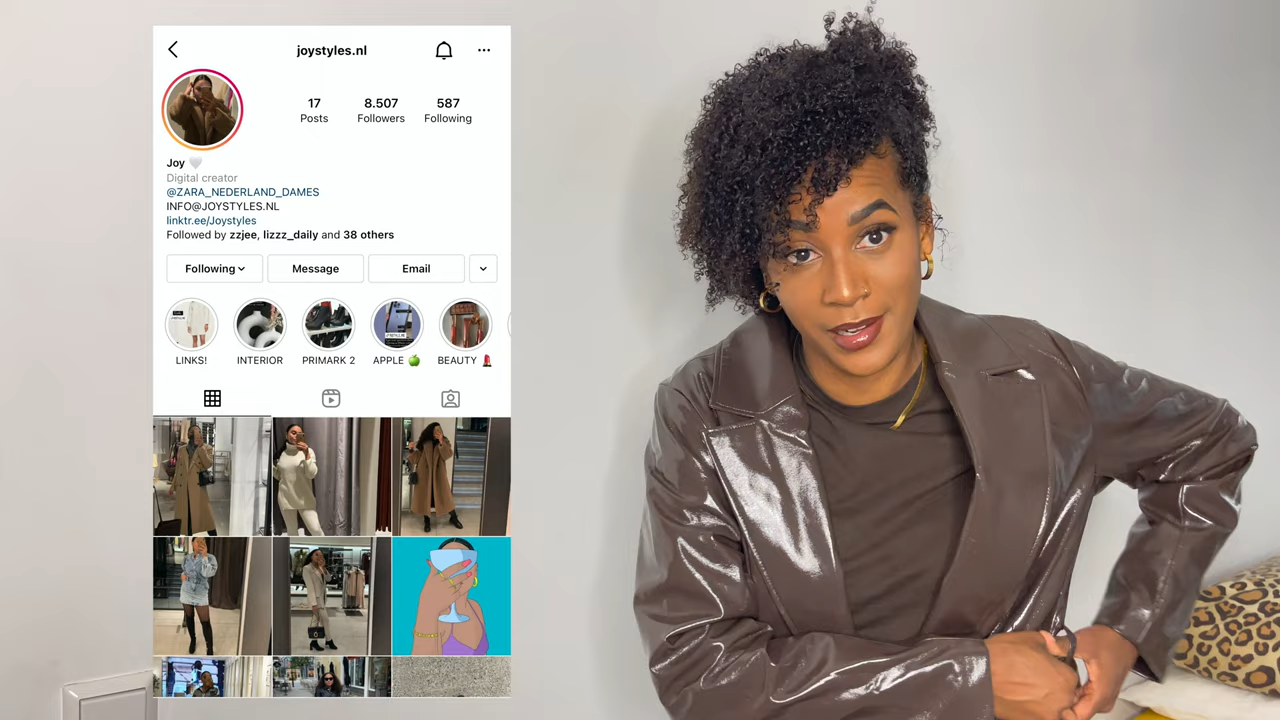 joystyles.nl
17 8.507 587
Posts Followers Following
Joy
Digital creator
@ZARA_NEDERLAND_DAMES
INFO@JOYSTYLES.NL
linktr.ee/Joystyles
Followed by zzjee, lizzz_daily and 38 others
Following Message Email
LINKS! INTERIOR PRIMARK 2 APPLE 🍏 BEAUTY 💄